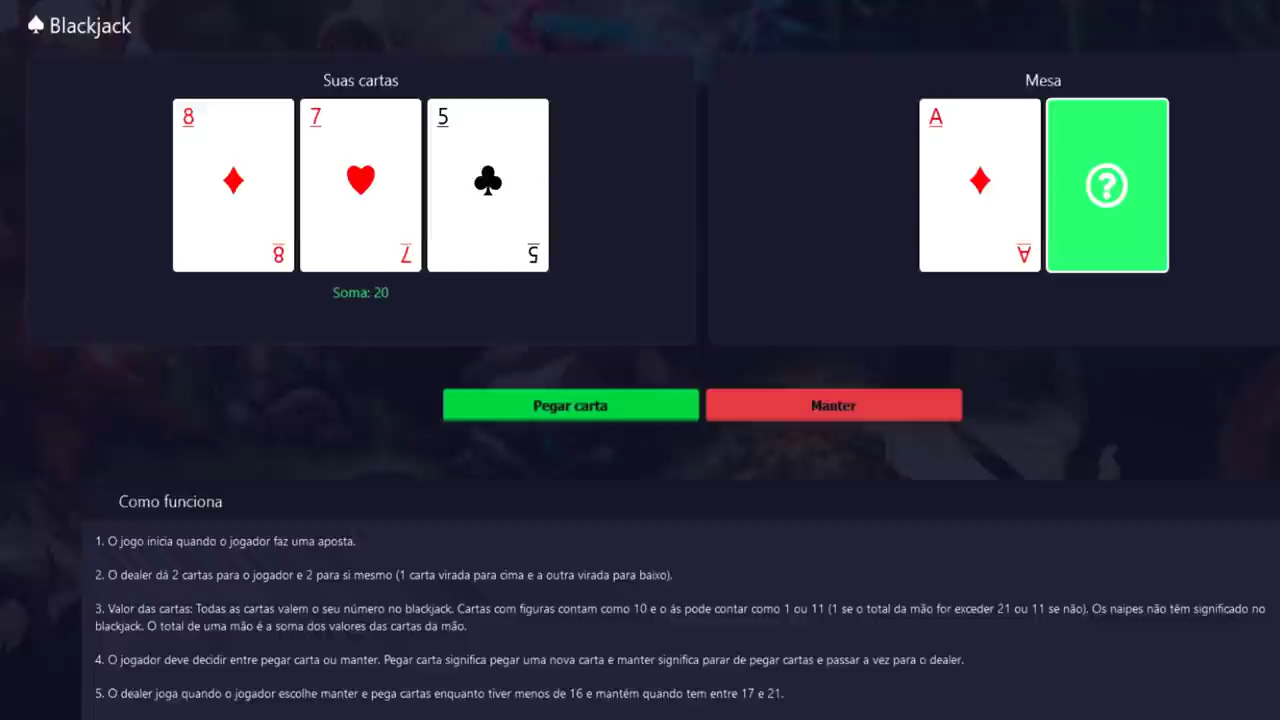 Blackjack
Suas cartas
Mesa
8
7
5
A
?
8
7
5
A
Soma: 20
Pegar carta
Manter
Como funciona
1. O jogo inicia quando o jogador faz uma aposta.
2. O dealer dá 2 cartas para o jogador e 2 para si mesmo (1 carta virada para cima e a outra virada para baixo).
3. Valor das cartas: Todas as cartas valem o seu número no blackjack. Cartas com figuras contam como 10 e o ás pode contar como 1 ou 11 (1 se o total da mão for exceder 21 ou 11 se não). Os naipes não têm significado no
blackjack. O total de uma mão é a soma dos valores das cartas da mão.
4. O jogador deve decidir entre pegar carta ou manter. Pegar carta significa pegar uma nova carta e manter significa parar de pegar cartas e passar a vez para o dealer.
5. O dealer joga quando o jogador escolhe manter e pega cartas enquanto tiver menos de 16 e mantém quando tem entre 17 e 21.